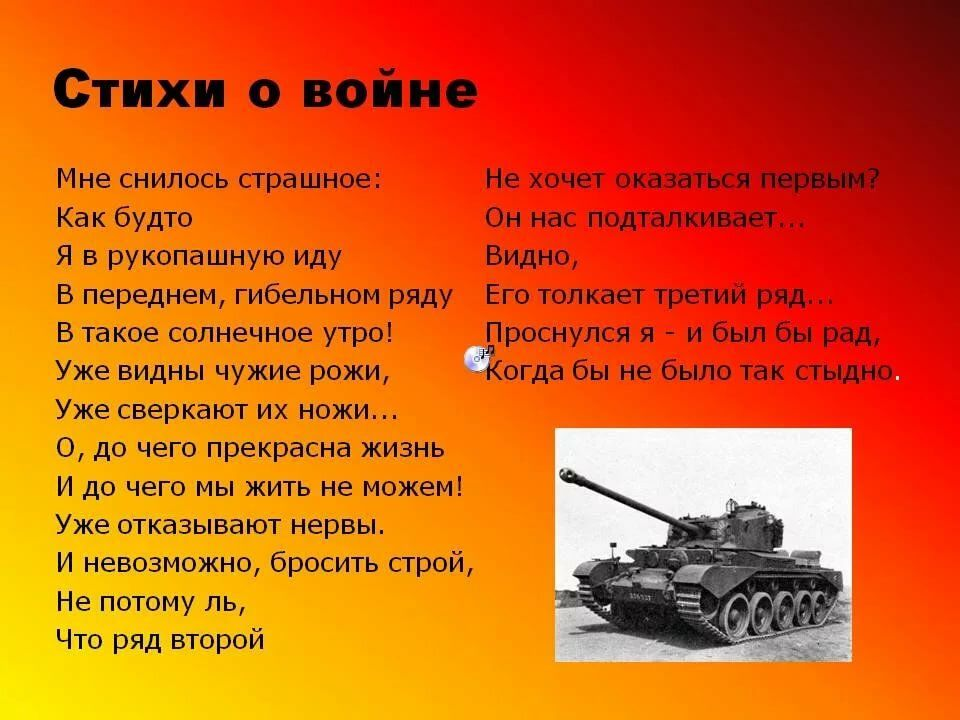 Стихи о войне
Мне снилось страшное:
Как будто
Я в рукопашную иду
В переднем, гибельном ряду
В такое солнечное утро!
Уже видны чужие рожи,
Уже сверкают их ножи...
О, до чего прекрасна жизнь
И до чего мы жить не можем!
Уже отказывают нервы.
И невозможно, бросить строй,
Не потому ль,
Что ряд второй
Не хочет оказаться первым?
Он нас подталкивает...
Видно,
Его толкает третий ряд...
Проснулся я - и был бы рад,
Когда бы не было так стыдно.